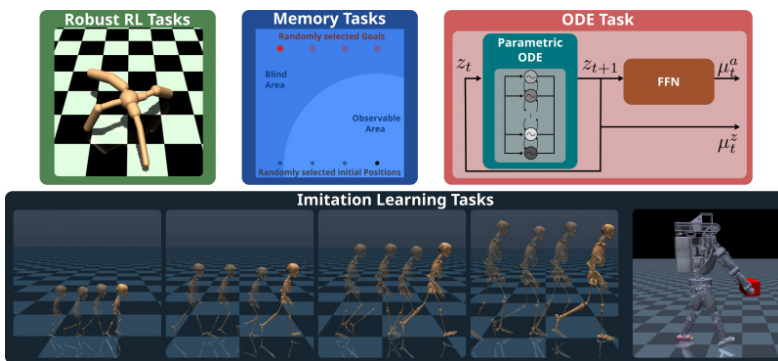 Robust RL Tasks
Memory Tasks
Randomly selected Goals
Blind
Area
Observable
Area
Randomly selected initial Positions
ODE Task
Parametric
ODE
z_t
z_{t+1}
FFN
μ_t^a
μ_t^z
Imitation Learning Tasks